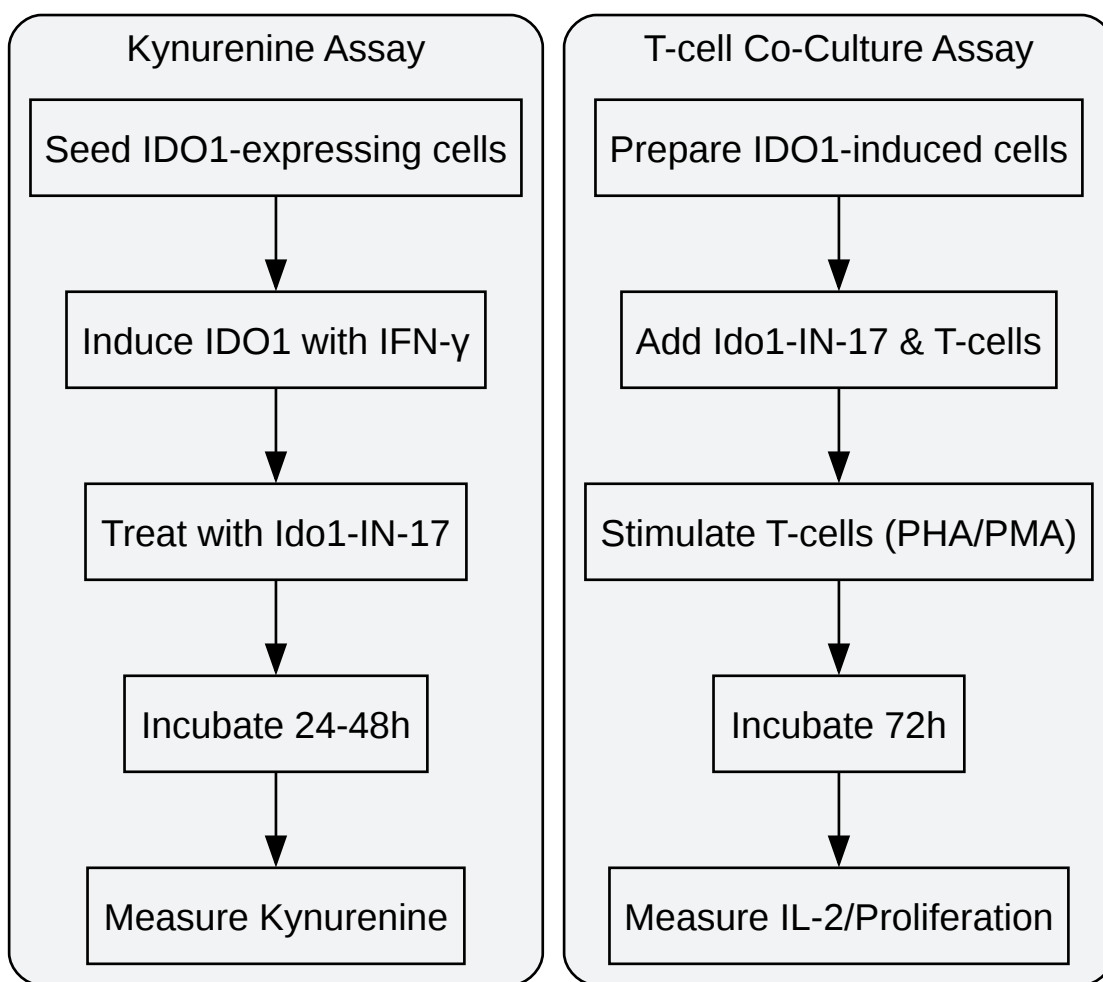 Kynurenine Assay
Seed IDO1-expressing cells
Induce IDO1 with IFN-γ
Treat with Ido1-IN-17
Incubate 24-48h
Measure Kynurenine
T-cell Co-Culture Assay
Prepare IDO1-induced cells
Add Ido1-IN-17 & T-cells
Stimulate T-cells (PHA/PMA)
Incubate 72h
Measure IL-2/Proliferation